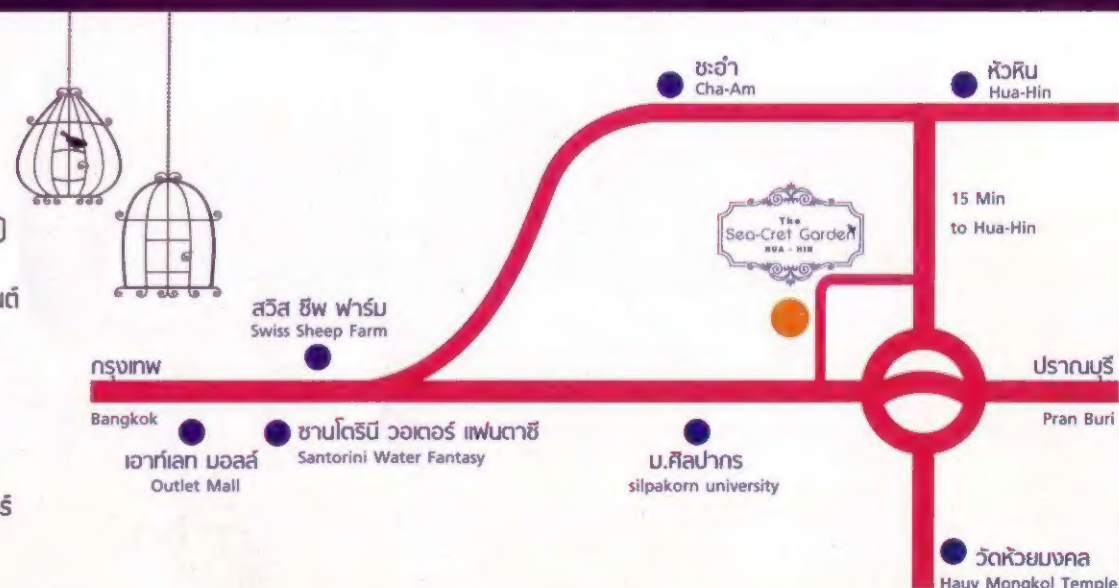 ชะอำ
Cha-Am
หัวหิน
Hua-Hin
15 Min
to Hua-Hin
The
Sea-Cret Garden
HUA - HIN
สวิส ชีพ ฟาร์ม
Swiss Sheep Farm
กรุงเทพ
Bangkok
ปราณบุรี
Pran Buri
เอาท์เลท มอลล์
Outlet Mall
ซานโตรินี วอเตอร์ แฟนตาซี
Santorini Water Fantasy
ม.ศิลปากร
silpakorn university
วัดห้วยมงคล
Hauy Mongkol Temple